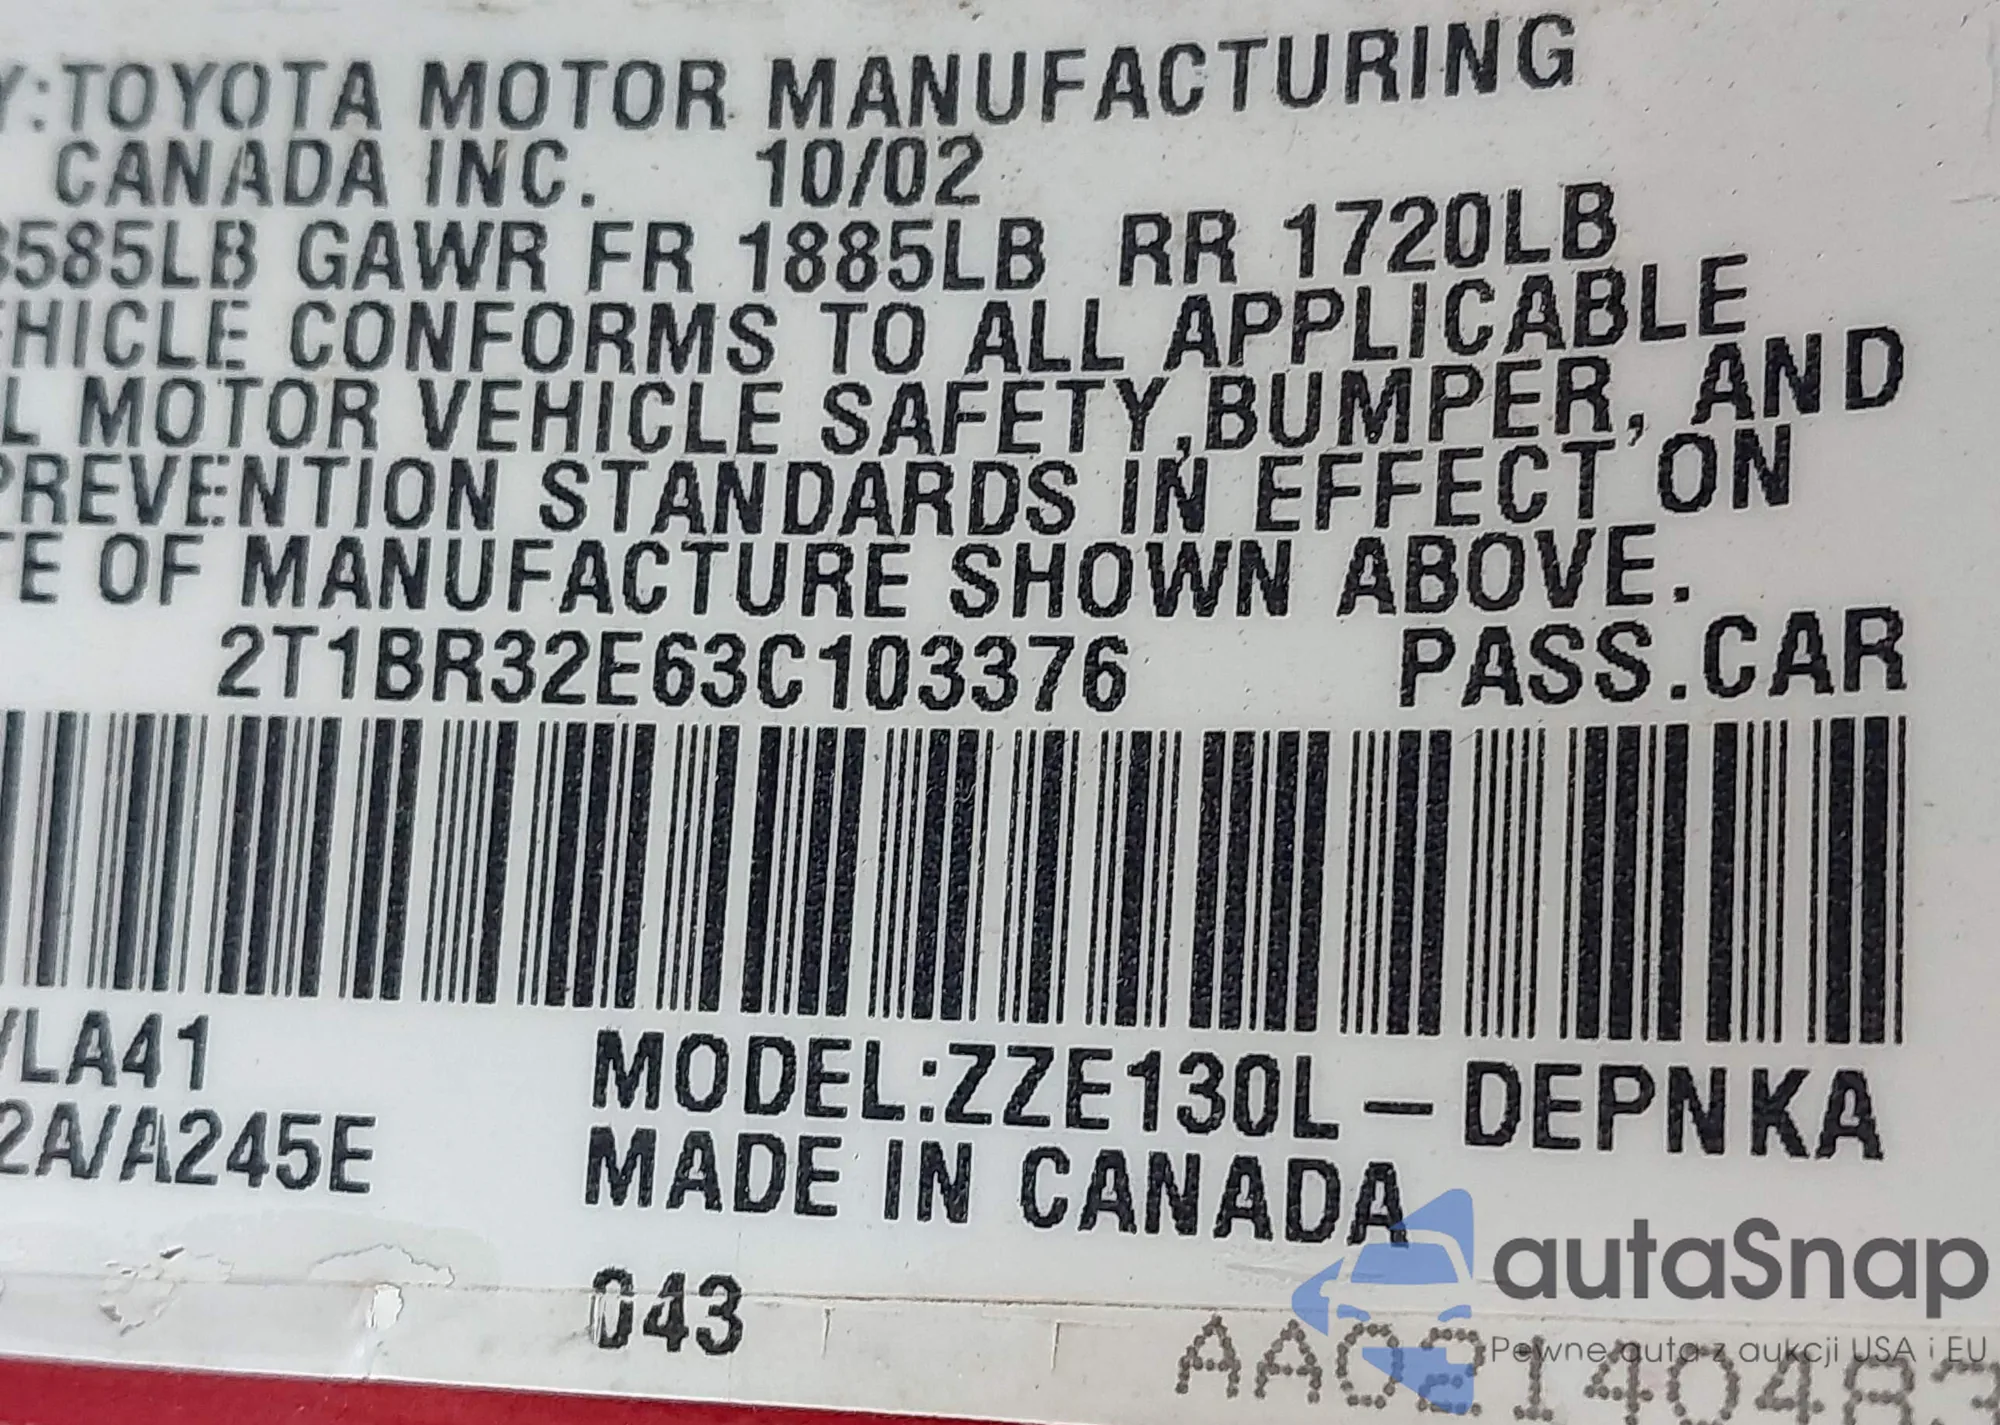 Y:TOYOTA MOTOR MANUFACTURING
CANADA INC. 10/02
3585LB GAWR FR 1885LB RR 1720LB
EHICLE CONFORMS TO ALL APPLICABLE
L MOTOR VEHICLE SAFETY,BUMPER, AND
PREVENTION STANDARDS IN EFFECT ON
TE OF MANUFACTURE SHOWN ABOVE.
2T1BR32E63C103376 PASS.CAR
/LA41 MODEL:ZZE130L-DEPNKA
2A/A245E MADE IN CANADA
043
autaSnap
Pewne auta z aukcji USA i EU